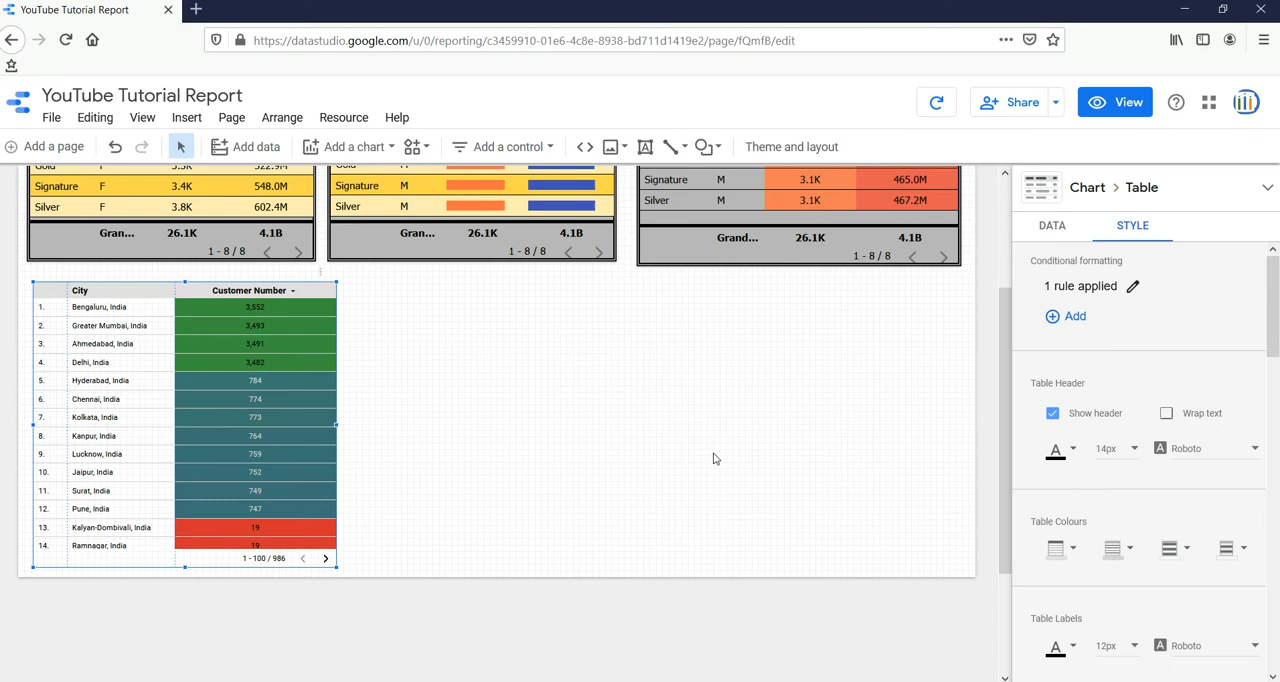 YouTube Tutorial Report
https://datastudio.google.com/u/0/reporting/c3459910-01e6-4c8e-8938-bd711d1419e2/page/fQmfB/edit
YouTube Tutorial Report
File Editing View Insert Page Arrange Resource Help
Share View
Add a page Add data Add a chart Add a control Theme and layout
Signature F 3.4K 548.0M
Silver F 3.8K 602.4M
Gran... 26.1K 4.1B
1 - 8 / 8
Signature M
Silver M
Gran... 26.1K 4.1B
1 - 8 / 8
Signature M 3.1K 465.0M
Silver M 3.1K 467.2M
Grand... 26.1K 4.1B
1 - 8 / 8
City Customer Number
1. Bengaluru, India 3,552
2. Greater Mumbai, India 3,493
3. Ahmedabad, India 3,491
4. Delhi, India 3,482
5. Hyderabad, India 784
6. Chennai, India 774
7. Kolkata, India 773
8. Kanpur, India 764
9. Lucknow, India 759
10. Jaipur, India 752
11. Surat, India 749
12. Pune, India 747
13. Kalyan-Dombivali, India 19
14. Ramnagar, India 19
1 - 100 / 986
Chart > Table
DATA STYLE
Conditional formatting
1 rule applied
Add
Table Header
Show header Wrap text
A 14px A Roboto
Table Colours
Table Labels
A 12px A Roboto